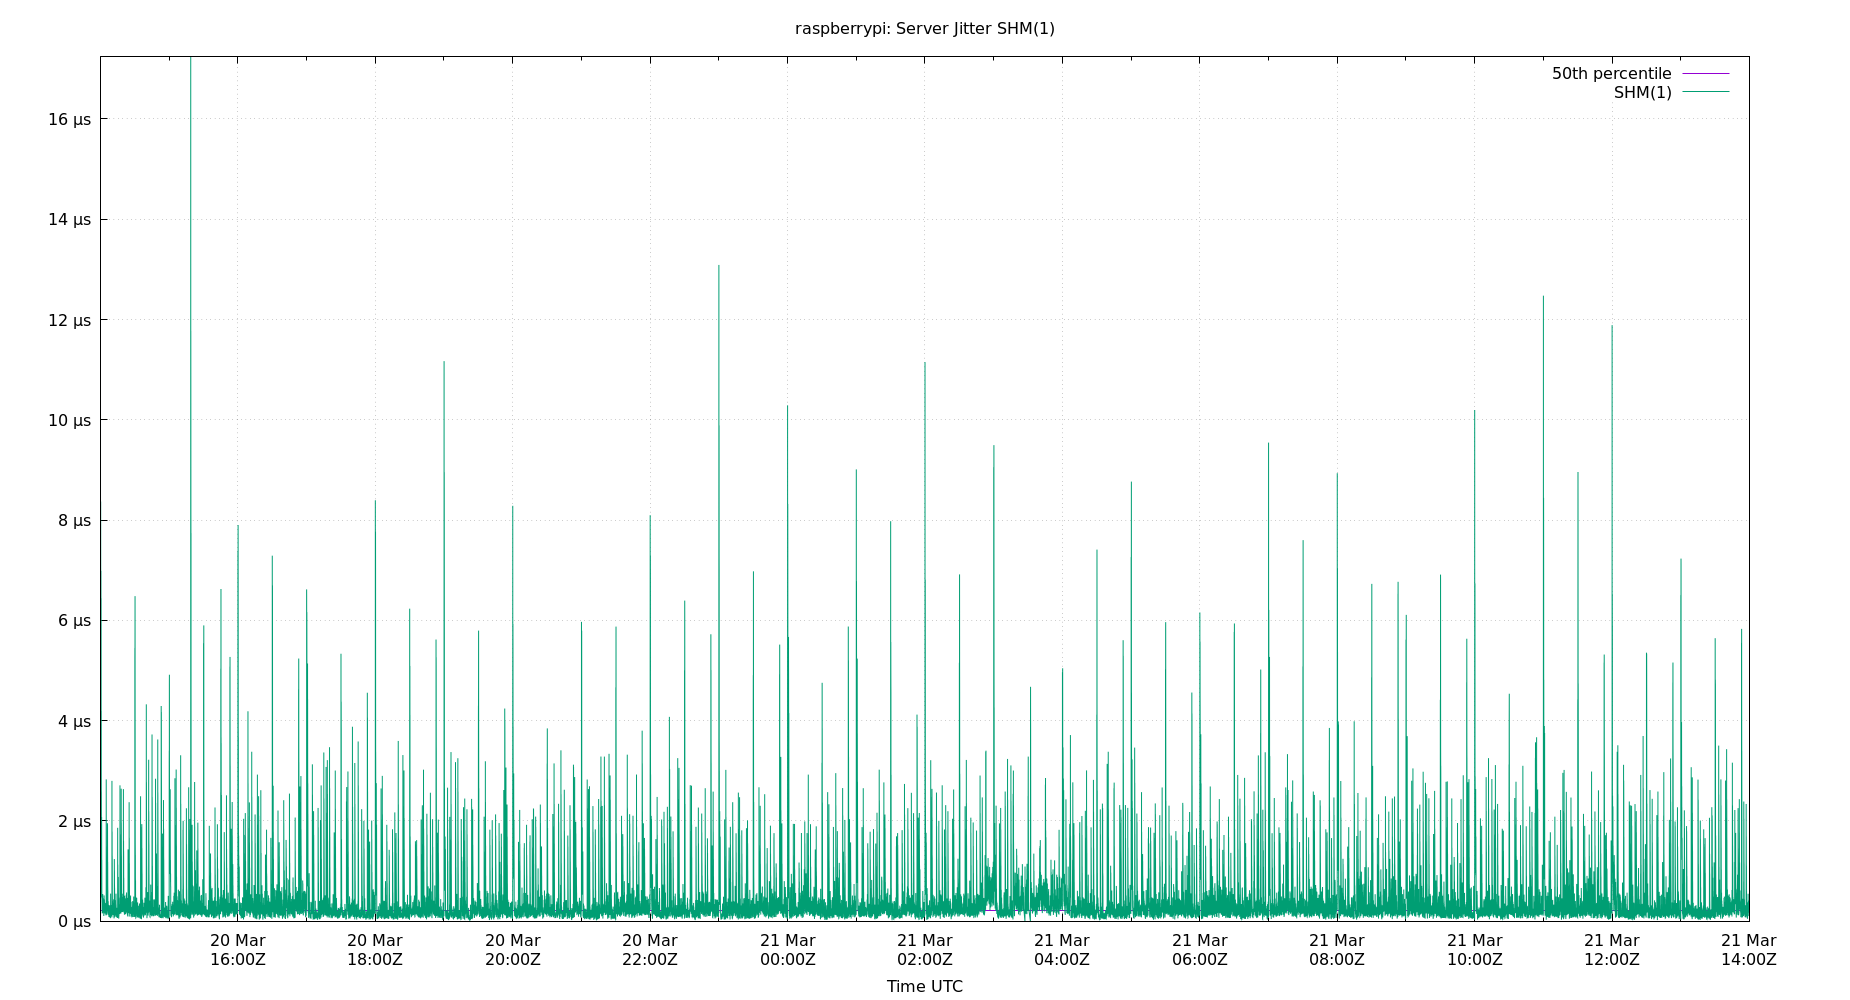 raspberrypi: Server Jitter SHM(1)
50th percentile
SHM(1)
16 µs
14 µs
12 µs
10 µs
8 µs
6 µs
4 µs
2 µs
0 µs
20 Mar 20 Mar 20 Mar 20 Mar 21 Mar 21 Mar 21 Mar 21 Mar 21 Mar 21 Mar 21 Mar 21 Mar
16:00Z 18:00Z 20:00Z 22:00Z 00:00Z 02:00Z 04:00Z 06:00Z 08:00Z 10:00Z 12:00Z 14:00Z
Time UTC